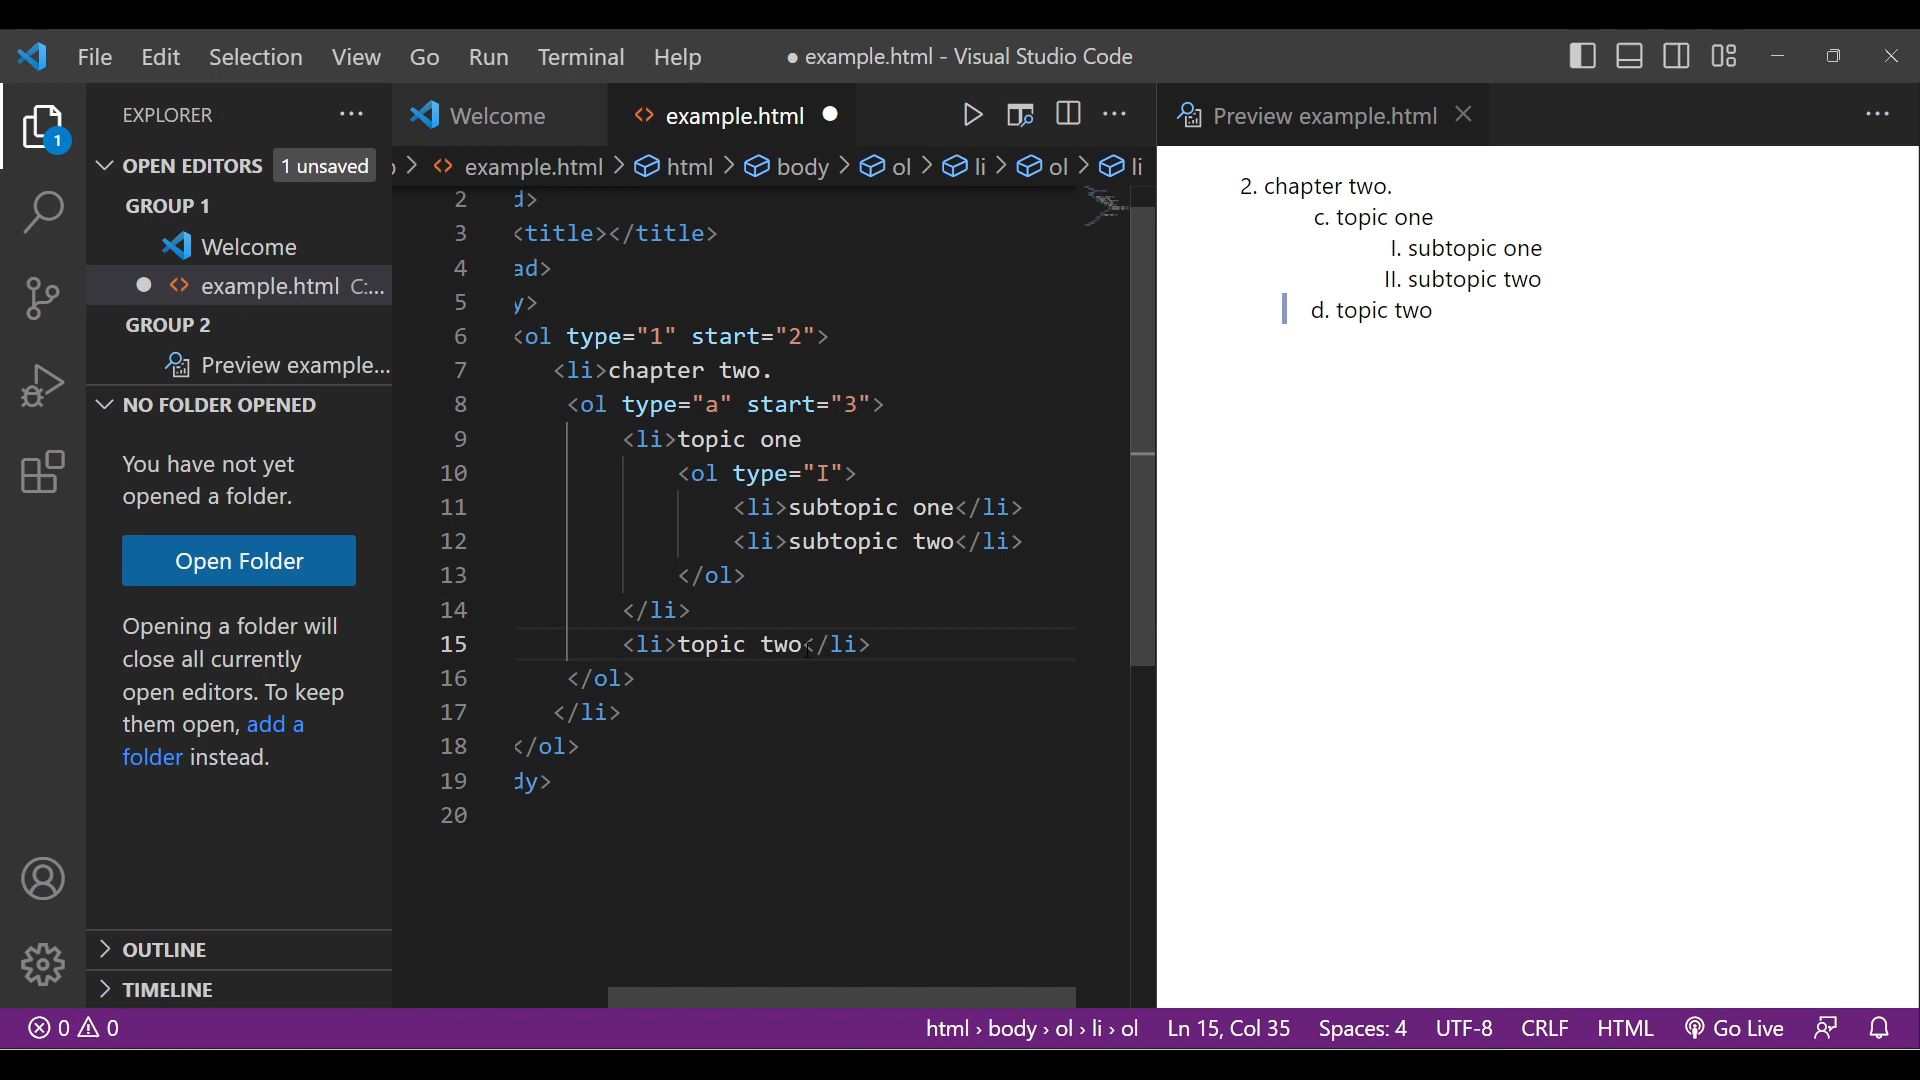 File Edit Selection View Go Run Terminal Help ● example.html - Visual Studio Code
EXPLORER ···
OPEN EDITORS 1 unsaved
GROUP 1
Welcome
● <> example.html C:...
GROUP 2
Preview example...
NO FOLDER OPENED
You have not yet
opened a folder.
Open Folder
Opening a folder will
close all currently
open editors. To keep
them open, add a
folder instead.
OUTLINE
TIMELINE
1
Welcome <> example.html ●
> <> example.html > html > body > ol > li > ol > li
2 d>
3 <title></title>
4 ad>
5 y>
6 <ol type="1" start="2">
7 <li>chapter two.
8 <ol type="a" start="3">
9 <li>topic one
10 <ol type="I">
11 <li>subtopic one</li>
12 <li>subtopic two</li>
13 </ol>
14 </li>
15 <li>topic two</li>
16 </ol>
17 </li>
18 </ol>
19 dy>
20
Preview example.html
2. chapter two.
c. topic one
I. subtopic one
II. subtopic two
d. topic two
0 0 html › body › ol › li › ol Ln 15, Col 35 Spaces: 4 UTF-8 CRLF HTML Go Live